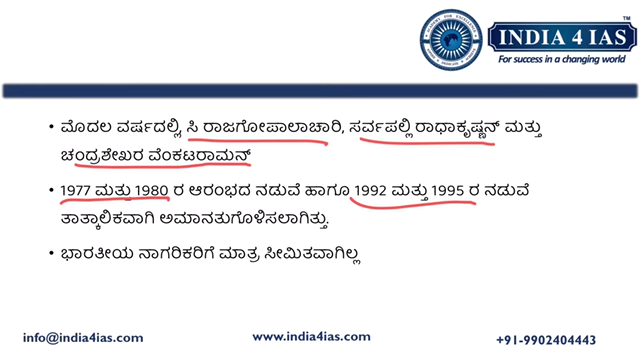 INDIA 4 IAS
TM
For success in a changing world
• ಮೊದಲ ವರ್ಷದಲ್ಲಿ, ಸಿ ರಾಜಗೋಪಾಲಾಚಾರಿ, ಸರ್ವಪಲ್ಲಿ ರಾಧಾಕೃಷ್ಣನ್ ಮತ್ತು
ಚಂದ್ರಶೇಖರ ವೆಂಕಟರಾಮನ್
• 1977 ಮತ್ತು 1980 ರ ಆರಂಭದ ನಡುವೆ ಹಾಗೂ 1992 ಮತ್ತು 1995 ರ ನಡುವೆ
ತಾತ್ಕಾಲಿಕವಾಗಿ ಅಮಾನತುಗೊಳಿಸಲಾಗಿತ್ತು.
• ಭಾರತೀಯ ನಾಗರಿಕರಿಗೆ ಮಾತ್ರ ಸೀಮಿತವಾಗಿಲ್ಲ
info@india4ias.com www.india4ias.com +91-9902404443